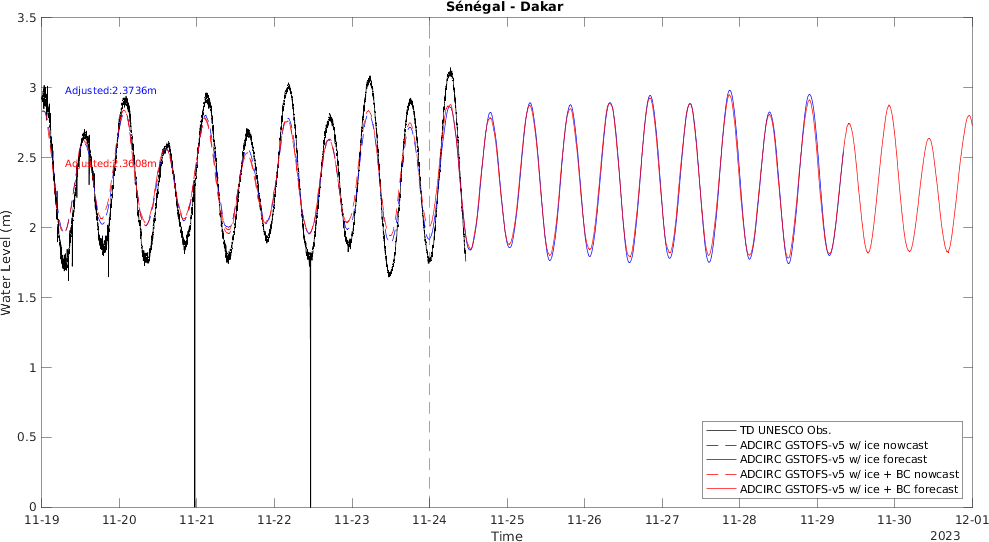 Sénégal - Dakar
3.5
3
2.5
2
1.5
1
0.5
0
Water Level (m)
Adjusted:2.3736m
Adjusted:2.3608m
TD UNESCO Obs.
ADCIRC GSTOFS-v5 w/ ice nowcast
ADCIRC GSTOFS-v5 w/ ice forecast
ADCIRC GSTOFS-v5 w/ ice + BC nowcast
ADCIRC GSTOFS-v5 w/ ice + BC forecast
11-19 11-20 11-21 11-22 11-23 11-24 11-25 11-26 11-27 11-28 11-29 11-30 12-01
Time
2023